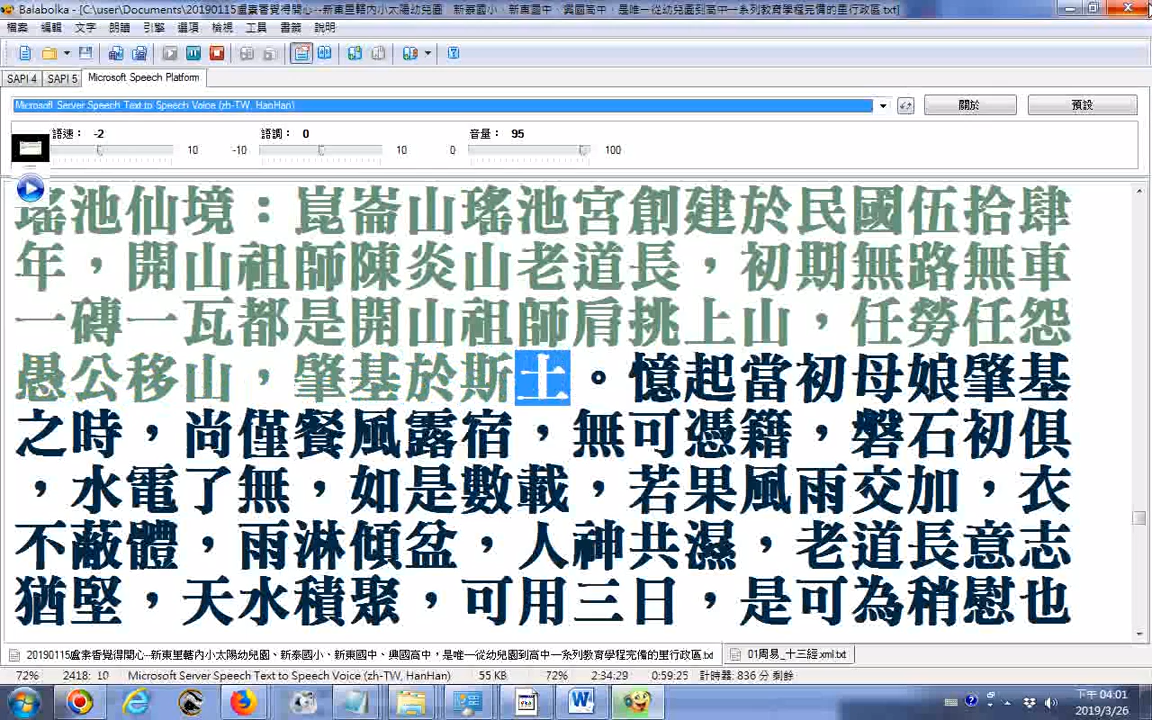 Balabolka - [C:\user\Documents\20190115盧素香覺得開心--新東里轄內小太陽幼兒園　新泰國小、新東國中、興國高中，是唯一從幼兒園到高中一系列教育學程完備的里行政區.txt]
檔案 編輯 文字 朗讀 引擎 選項 檢視 工具 書籤 說明
SAPI 4 SAPI 5 Microsoft Speech Platform
Microsoft Server Speech Text to Speech Voice (zh-TW, HanHan) 關於 預設
語速： -2 語調： 0 音量： 95
10 -10 10 0 100
瑤池仙境：崑崙山瑤池宮創建於民國伍拾肆
年，開山祖師陳炎山老道長，初期無路無車
一磚一瓦都是開山祖師肩挑上山，任勞任怨
愚公移山，肇基於斯土。憶起當初母娘肇基
之時，尚僅餐風露宿，無可憑籍，磐石初俱
，水電了無，如是數載，若果風雨交加，衣
不蔽體，雨淋傾盆，人神共濕，老道長意志
猶堅，天水積聚，可用三日，是可為稍慰也
20190115盧素香覺得開心--新東里轄內小太陽幼兒園、新泰國小、新東國中、興國高中，是唯一從幼兒園到高中一系列教育學程完備的里行政區.txt 01周易_十三經.xml.txt
72% 2418: 10 Microsoft Server Speech Text to Speech Voice (zh-TW, HanHan) 55 KB 72% 2:34:29 0:59:25 計時器: 836 分 剩餘
下午 04:01
2019/3/26